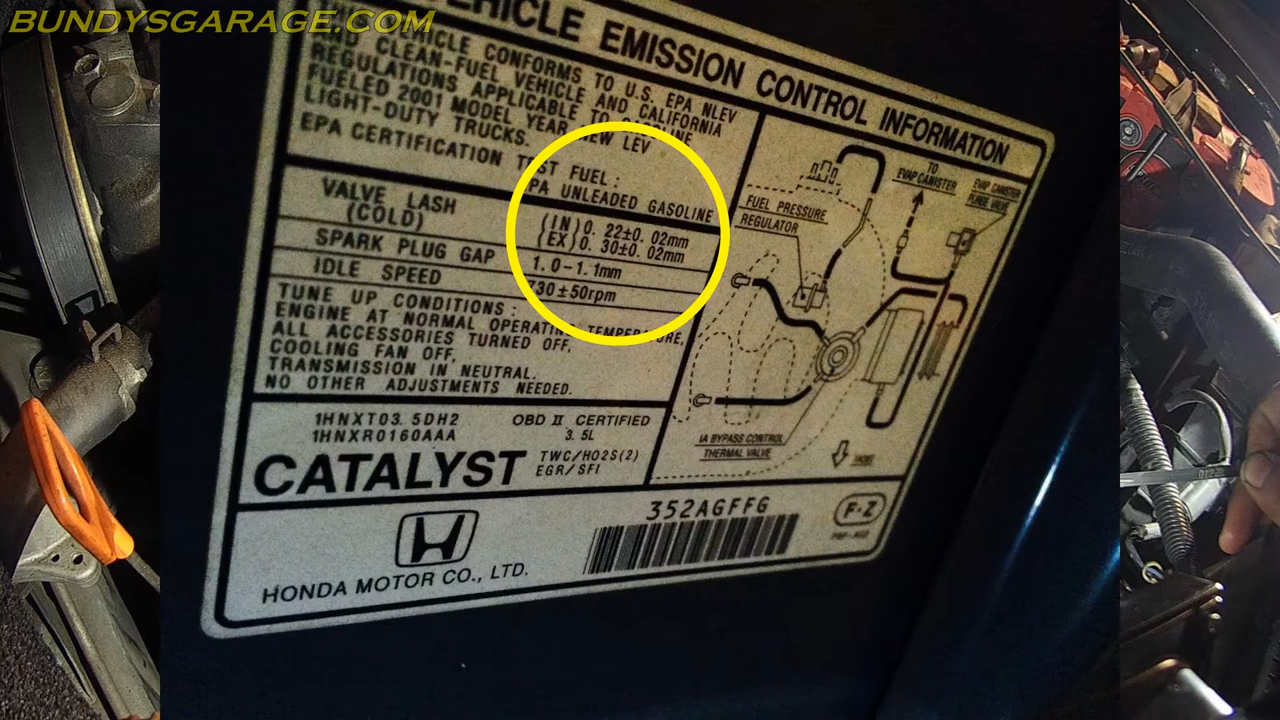 BUNDYSGARAGE.COM
VEHICLE EMISSION CONTROL INFORMATION
VEHICLE CONFORMS TO U.S. EPA NLEV
CLEAN-FUEL VEHICLE AND CALIFORNIA
REGULATIONS APPLICABLE TO GASOLINE
FUELED 2001 MODEL YEAR NEW LEV
LIGHT-DUTY TRUCKS.
EPA CERTIFICATION TEST FUEL:
EPA UNLEADED GASOLINE
VALVE LASH (IN)0. 22±0. 02mm
(COLD) (EX)0. 30±0. 02mm
SPARK PLUG GAP 1. 0-1. 1mm
IDLE SPEED 730±50rpm
TUNE UP CONDITIONS:
ENGINE AT NORMAL OPERATING TEMPERATURE,
ALL ACCESSORIES TURNED OFF,
COOLING FAN OFF,
TRANSMISSION IN NEUTRAL.
NO OTHER ADJUSTMENTS NEEDED.
TO
EVAP CANISTER
EVAP CANISTER
PURGE VALVE
FUEL PRESSURE
REGULATOR
IA BYPASS CONTROL
THERMAL VALVE
1HNXT03. 5DH2 OBD II CERTIFIED
1HNXR0160AAA 3. 5L
CATALYST TWC/HO2S(2)
EGR/SFI
352AGFFG
F-Z
HONDA MOTOR CO., LTD.